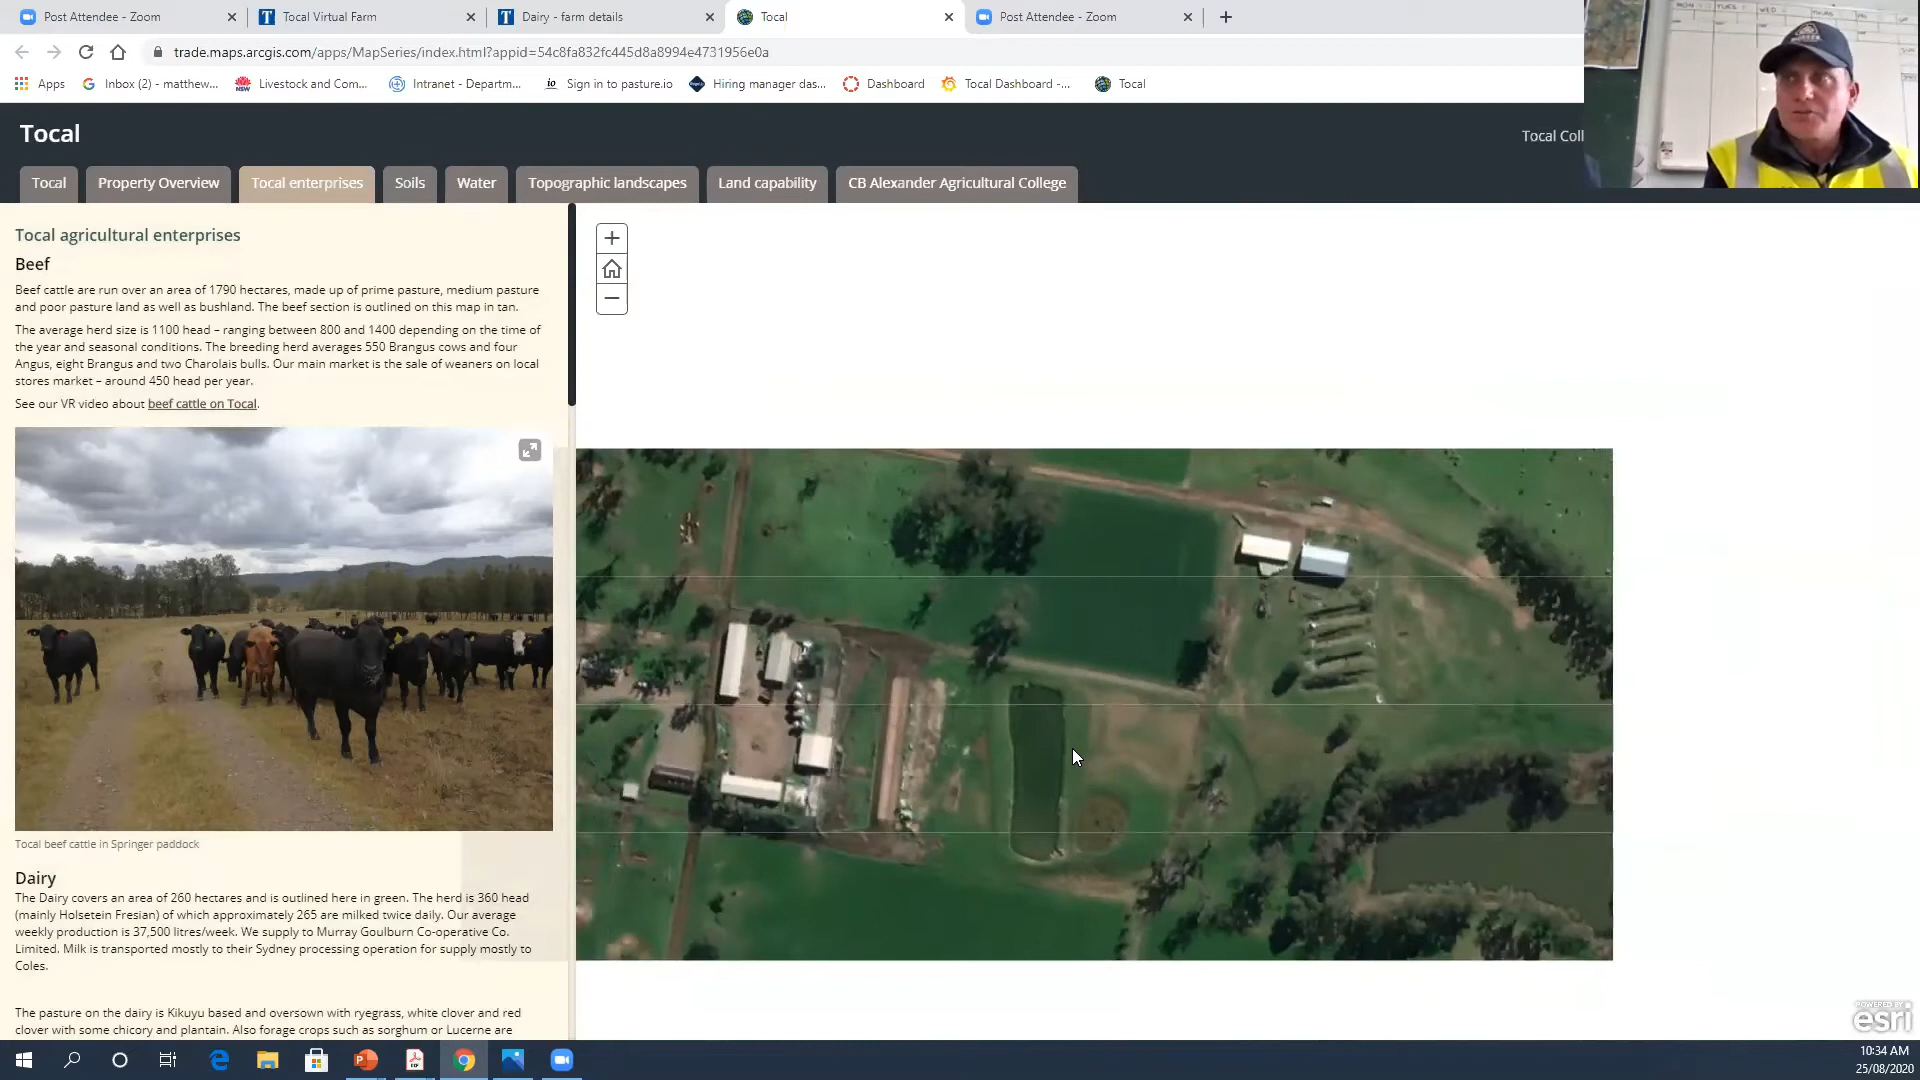 Post Attendee - Zoom
Tocal Virtual Farm
Dairy - farm details
Tocal
Post Attendee - Zoom
trade.maps.arcgis.com/apps/MapSeries/index.html?appid=54c8fa832fc445d8a8994e4731956e0a
Apps
Inbox (2) - matthew...
Livestock and Com...
Intranet - Departm...
io Sign in to pasture.io
Hiring manager das...
Dashboard
Tocal Dashboard -...
Tocal
Tocal
Tocal Coll
Tocal
Property Overview
Tocal enterprises
Soils
Water
Topographic landscapes
Land capability
CB Alexander Agricultural College
Tocal agricultural enterprises
Beef
Beef cattle are run over an area of 1790 hectares, made up of prime pasture, medium pasture
and poor pasture land as well as bushland. The beef section is outlined on this map in tan.
The average herd size is 1100 head – ranging between 800 and 1400 depending on the time of
the year and seasonal conditions. The breeding herd averages 550 Brangus cows and four
Angus, eight Brangus and two Charolais bulls. Our main market is the sale of weaners on local
stores market – around 450 head per year.
See our VR video about beef cattle on Tocal.
Tocal beef cattle in Springer paddock
Dairy
The Dairy covers an area of 260 hectares and is outlined here in green. The herd is 360 head
(mainly Holsetein Fresian) of which approximately 265 are milked twice daily. Our average
weekly production is 37,500 litres/week. We supply to Murray Goulburn Co-operative Co.
Limited. Milk is transported mostly to their Sydney processing operation for supply mostly to
Coles.
The pasture on the dairy is Kikuyu based and oversown with ryegrass, white clover and red
clover with some chicory and plantain. Also forage crops such as sorghum or Lucerne are
POWERED BY
esri
10:34 AM
25/08/2020